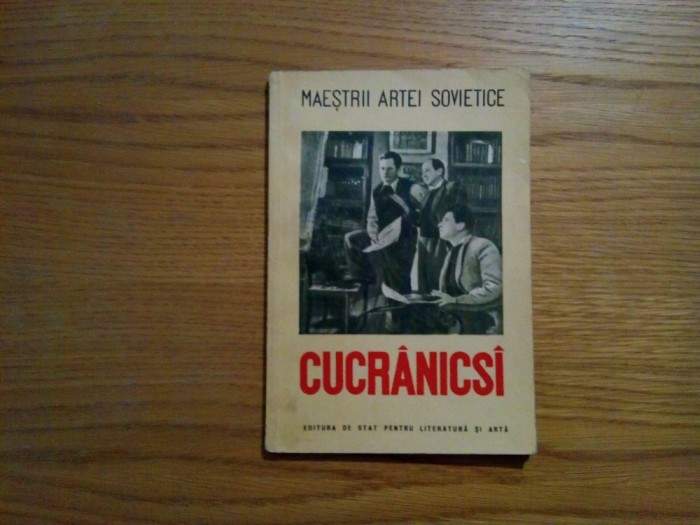 MAEȘTRII ARTEI SOVIETICE
CUCRÂNICSÎ
EDITURA DE STAT PENTRU LITERATURĂ ȘI ARTĂ